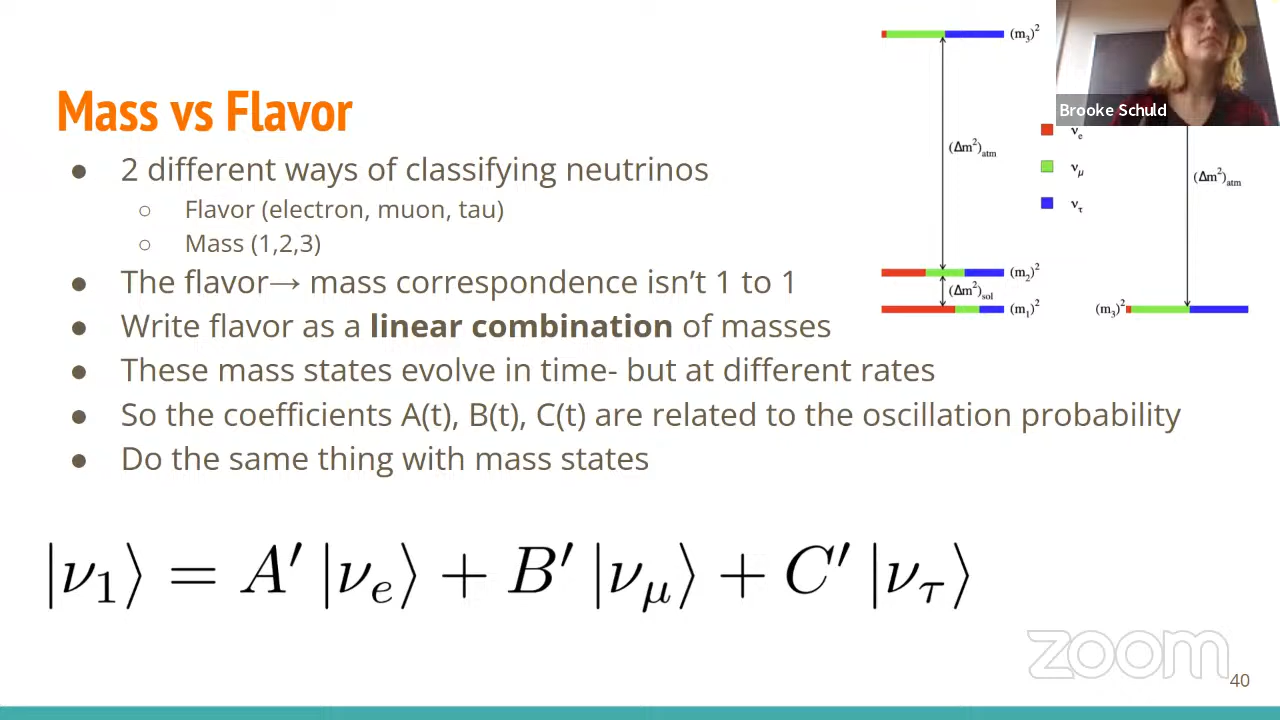 Mass vs Flavor
● 2 different ways of classifying neutrinos
○ Flavor (electron, muon, tau)
○ Mass (1,2,3)
● The flavor→ mass correspondence isn’t 1 to 1
● Write flavor as a linear combination of masses
● These mass states evolve in time- but at different rates
● So the coefficients A(t), B(t), C(t) are related to the oscillation probability
● Do the same thing with mass states
|ν₁⟩ = A′ |νₑ⟩ + B′ |ν_μ⟩ + C′ |ν_τ⟩
(m₃)²
(Δm²)atm
(m₂)²
(Δm²)sol
(m₁)²
Brooke Schuld
νₑ
ν_μ
ν_τ
(Δm²)atm
(m₃)²
zoom
40